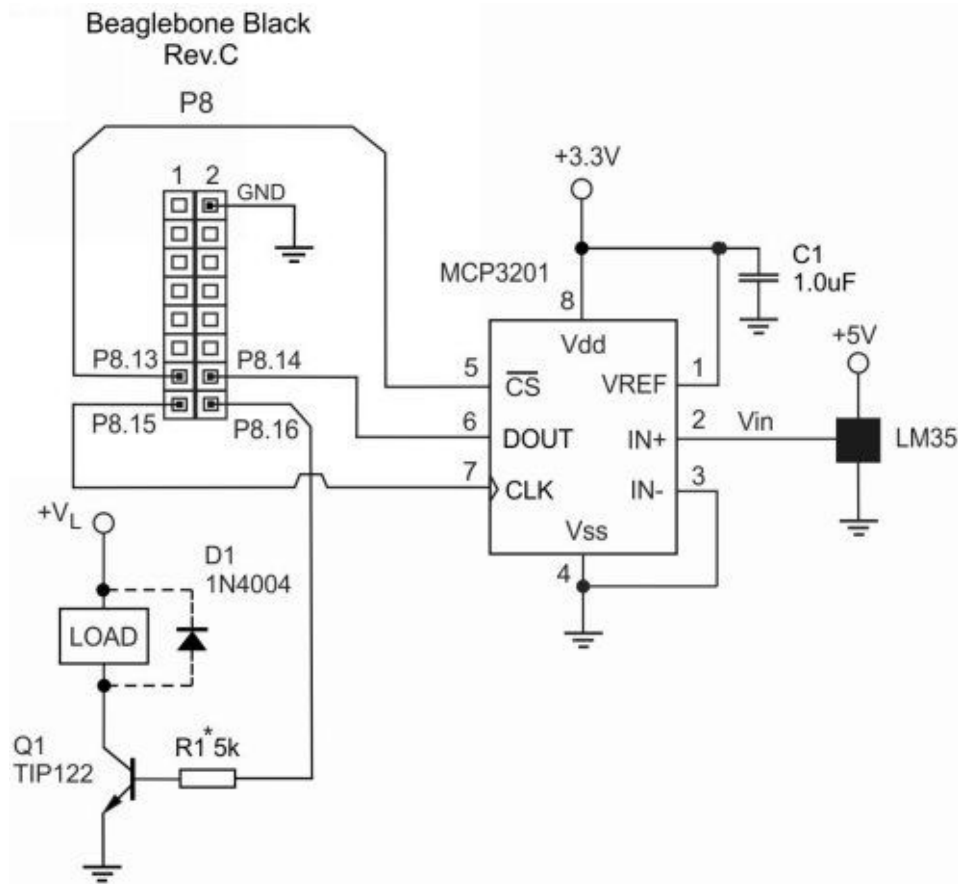 Beaglebone Black
Rev.C
P8
1 2
GND
P8.13
P8.14
P8.15
P8.16
+3.3V
MCP3201
C1
1.0uF
8
Vdd
+5V
5
CS
VREF
1
6
DOUT
IN+
2
Vin
LM35
7
CLK
IN-
3
Vss
4
+VL
D1
1N4004
LOAD
Q1
TIP122
R1* 5k